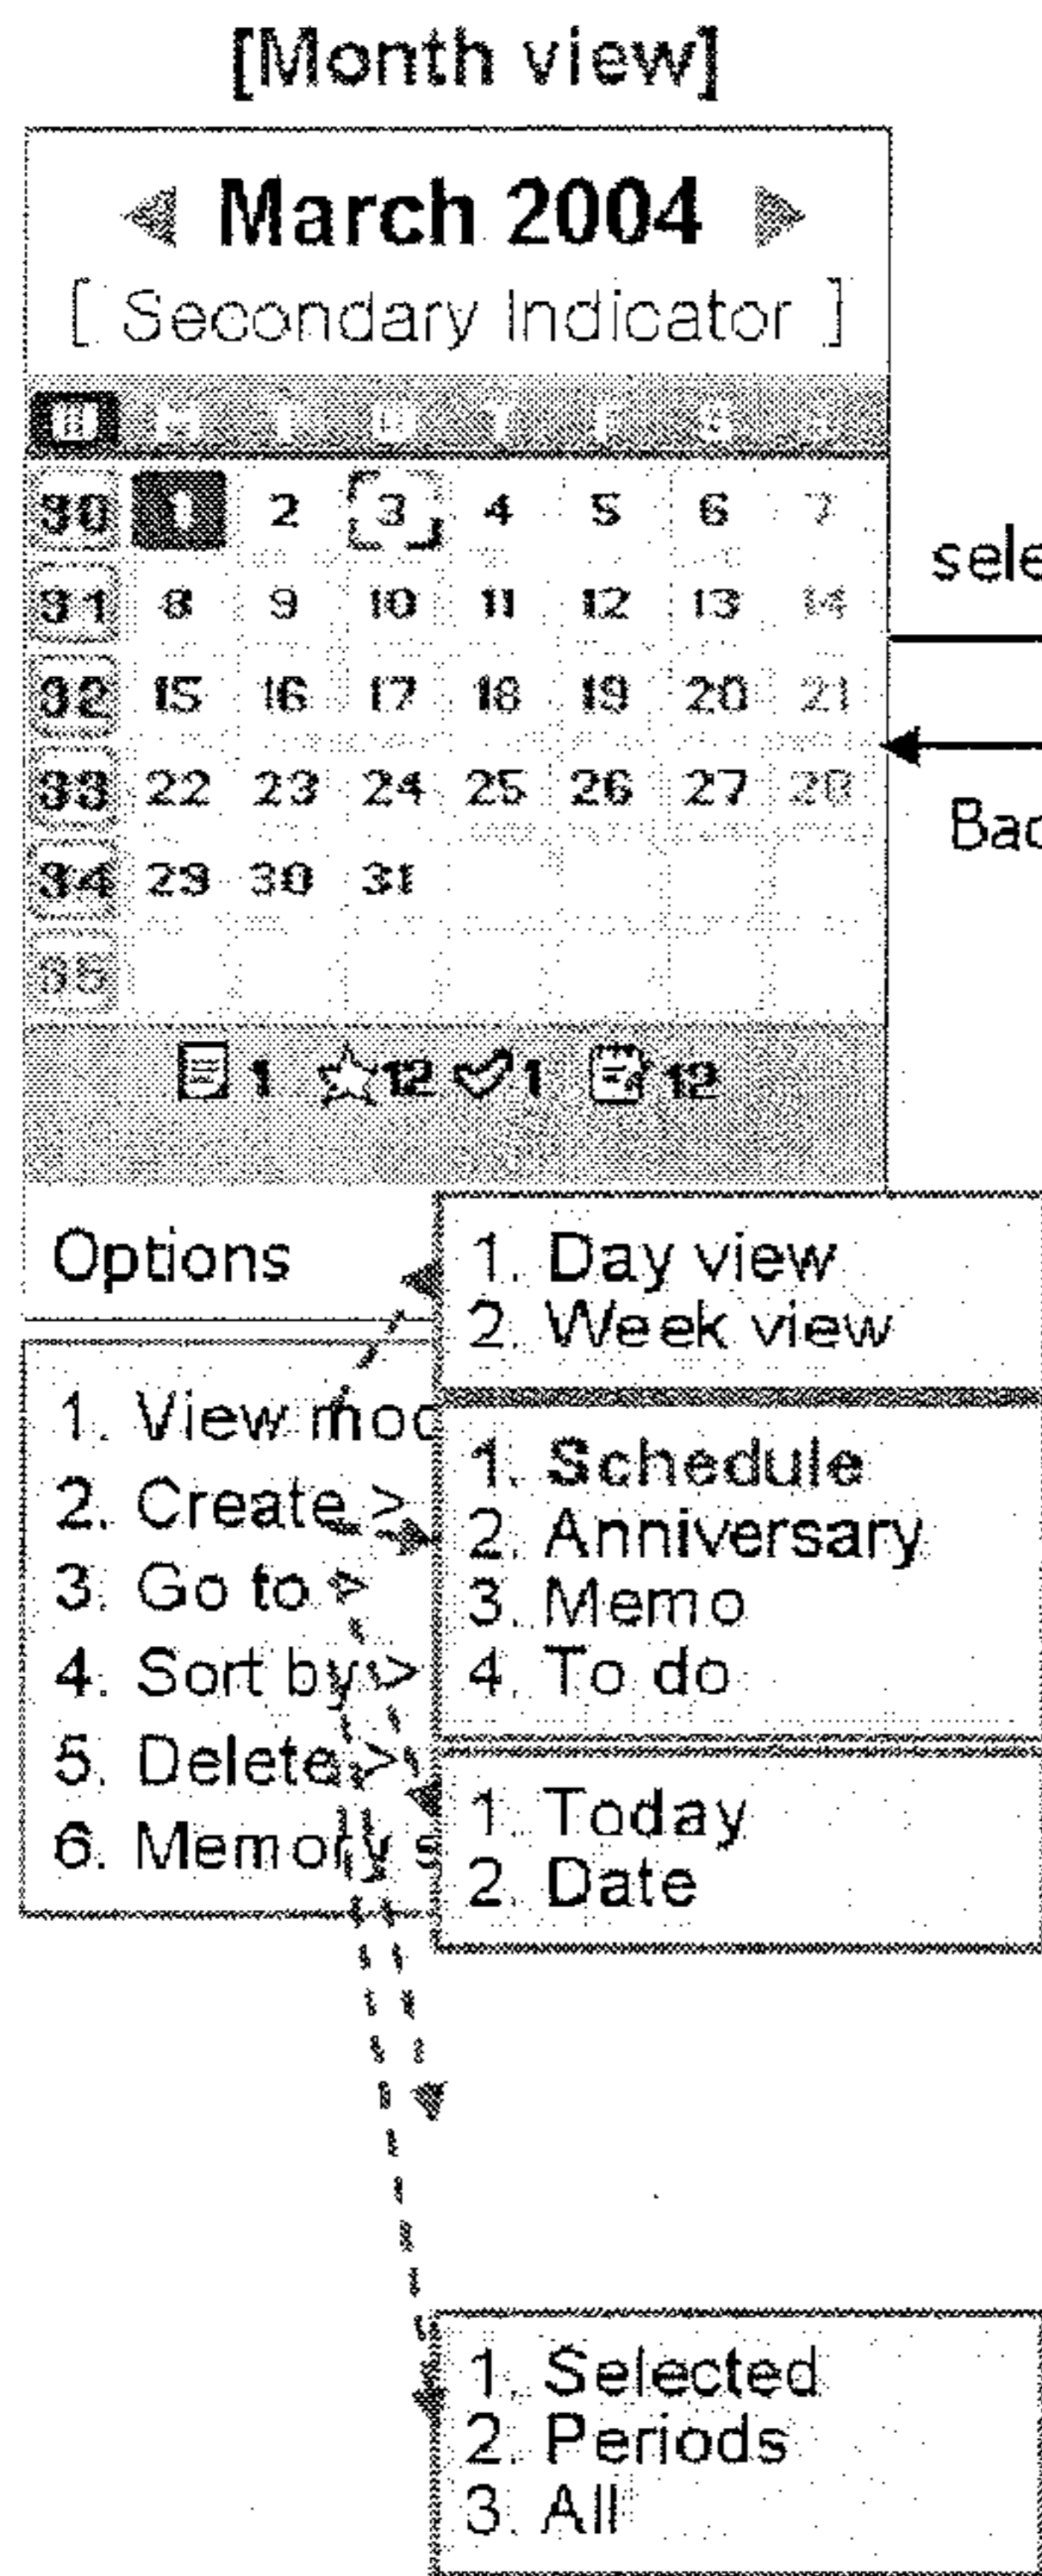 [Month view]
March 2004
[ Secondary Indicator ]
W M T W T F S
30 1 2 3 4 5 6 7
31 8 9 10 11 12 13 14
32 15 16 17 18 19 20 21
33 22 23 24 25 26 27 28
34 29 30 31
35
1 12 1 12
sele
Bac
Options
1. Day view
2. Week view
1. View mod
2. Create >
3. Go to >
4. Sort by >
5. Delete >
6. Memory s
1. Schedule
2. Anniversary
3. Memo
4. To do
1. Today
2. Date
1. Selected
2. Periods
3. All